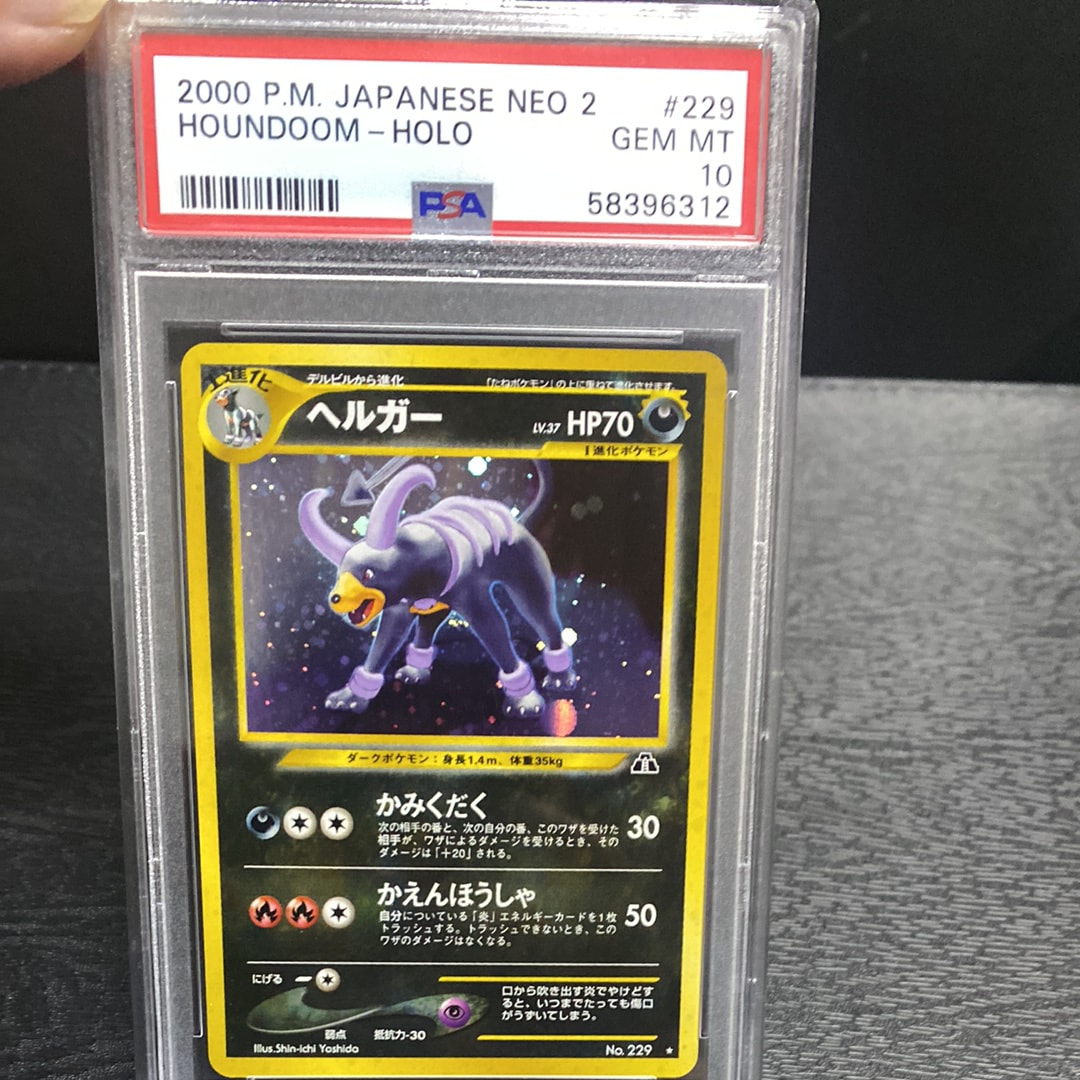 2000 P.M. JAPANESE NEO 2 #229
HOUNDOOM – HOLO GEM MT
10
PSA 58396312
1進化
デルビルから進化 「たねポケモン」の上に重ねて進化させます。
ヘルガー LV.37 HP70
1進化ポケモン
ダークポケモン:身長1.4m、体重35kg
かみくだく
次の相手の番と、次の自分の番、このワザを受けた
相手が、ワザによるダメージを受けるとき、その
ダメージは「+20」される。
30
かえんほうしゃ
自分についている「炎」エネルギーカードを1枚
トラッシュする。トラッシュできないとき、この
ワザのダメージはなくなる。
50
にげる
口から吹き出す炎でやけどす
ると、いつまでたっても傷口
がうずいてしまう。
弱点 抵抗力-30
Illus.Shin-ichi Yoshida No. 229 ★